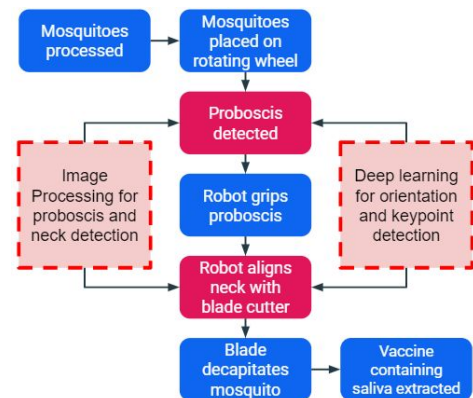 Mosquitoes
processed
Mosquitoes
placed on
rotating wheel
Proboscis
detected
Image
Processing for
proboscis and
neck detection
Robot grips
proboscis
Deep learning
for orientation
and keypoint
detection
Robot aligns
neck with
blade cutter
Blade
decapitates
mosquito
Vaccine
containing
saliva extracted